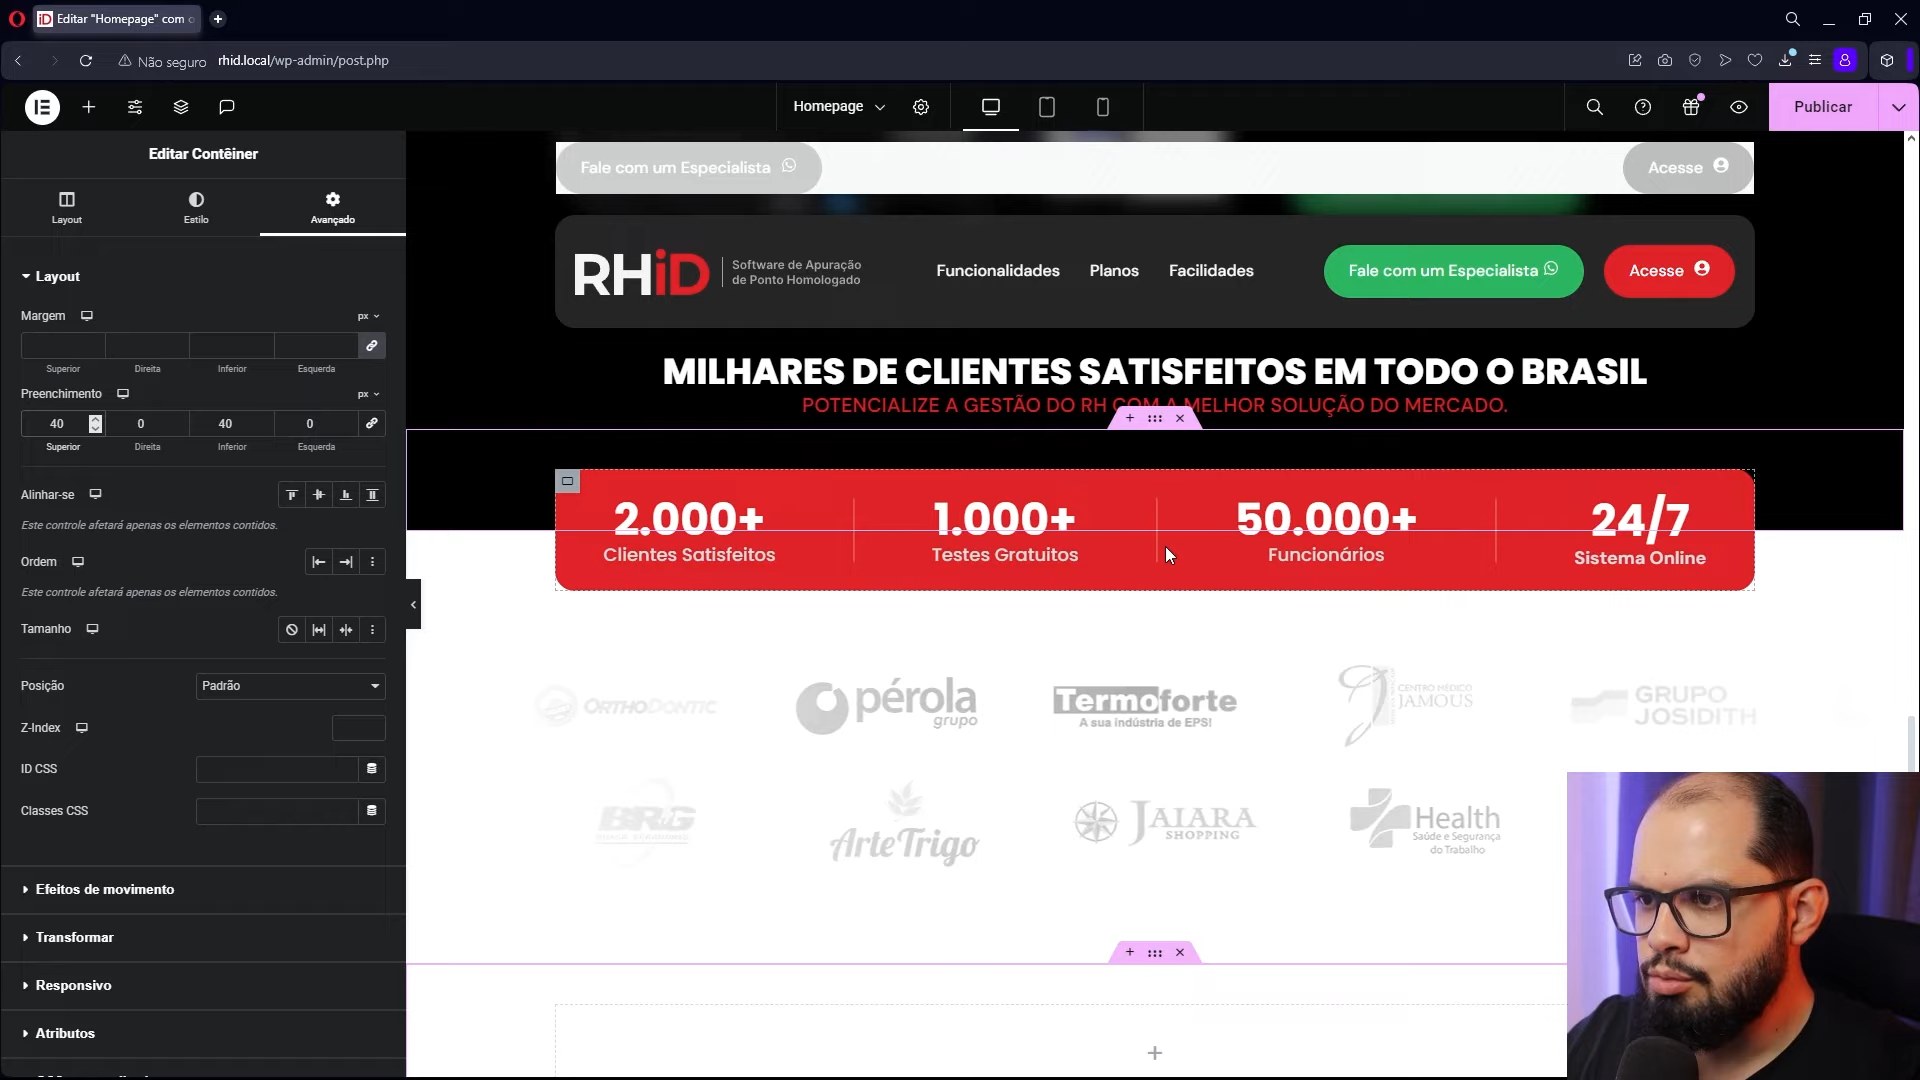 Editar "Homepage" com o
Não seguro
rhid.local/wp-admin/post.php
Homepage
Publicar
Editar Contêiner
Layout
Estilo
Avançado
Layout
Margem
px
Superior
Direita
Inferior
Esquerda
Preenchimento
px
40
0
40
0
Superior
Direita
Inferior
Esquerda
Alinhar-se
Este controle afetará apenas os elementos contidos.
Ordem
Este controle afetará apenas os elementos contidos.
Tamanho
Posição
Padrão
Z-Index
ID CSS
Classes CSS
Efeitos de movimento
Transformar
Responsivo
Atributos
Fale com um Especialista
Acesse
RHiD
Software de Apuração
de Ponto Homologado
Funcionalidades
Planos
Facilidades
Fale com um Especialista
Acesse
MILHARES DE CLIENTES SATISFEITOS EM TODO O BRASIL
POTENCIALIZE A GESTÃO DO RH COM A MELHOR SOLUÇÃO DO MERCADO.
2.000+
Clientes Satisfeitos
1.000+
Testes Gratuitos
50.000+
Funcionários
24/7
Sistema Online
ORTHODONTIC
pérola
grupo
Termoforte
A sua indústria de EPS!
CENTRO MÉDICO
JAMOUS
GRUPO
JOSIDITH
BRG
ArteTrigo
JAIARA
SHOPPING
Health
Saúde e Segurança
do Trabalho